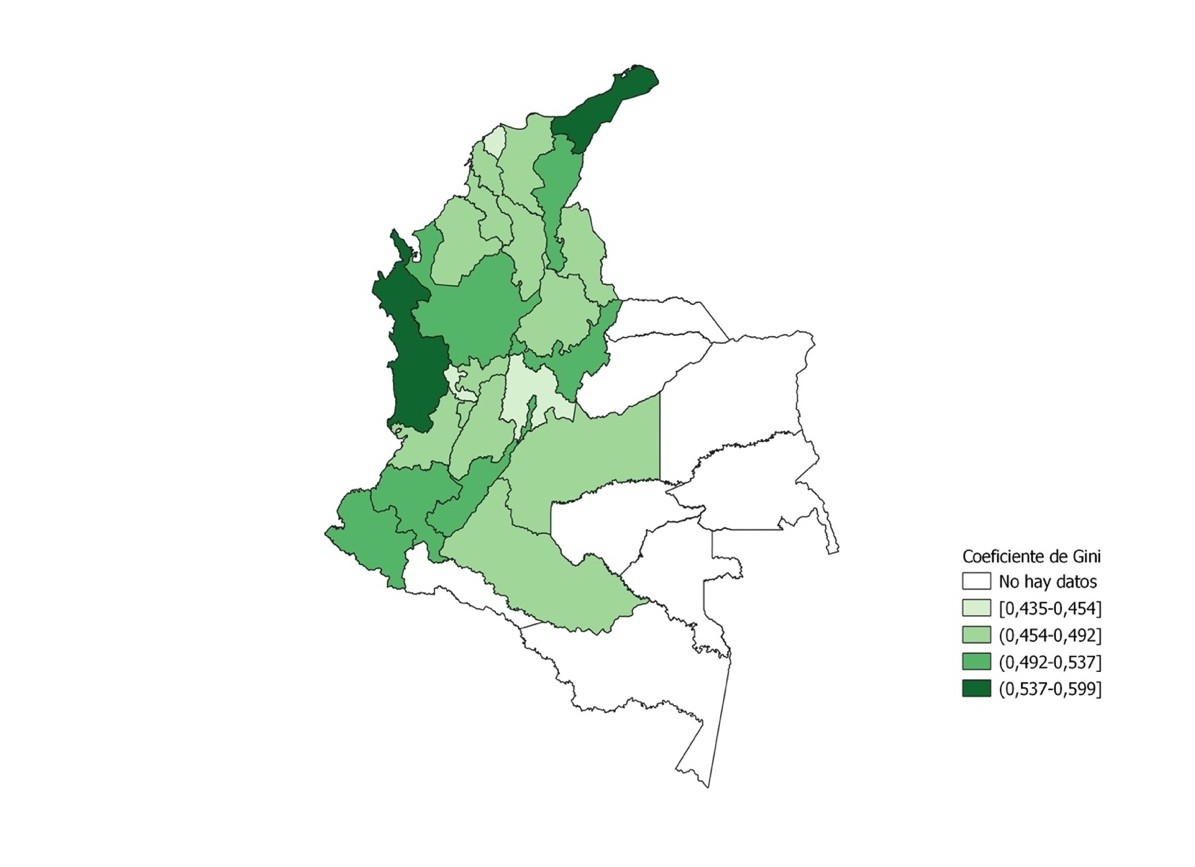 Coeficiente de Gini
No hay datos
[0,435-0,454]
(0,454-0,492]
(0,492-0,537]
(0,537-0,599]